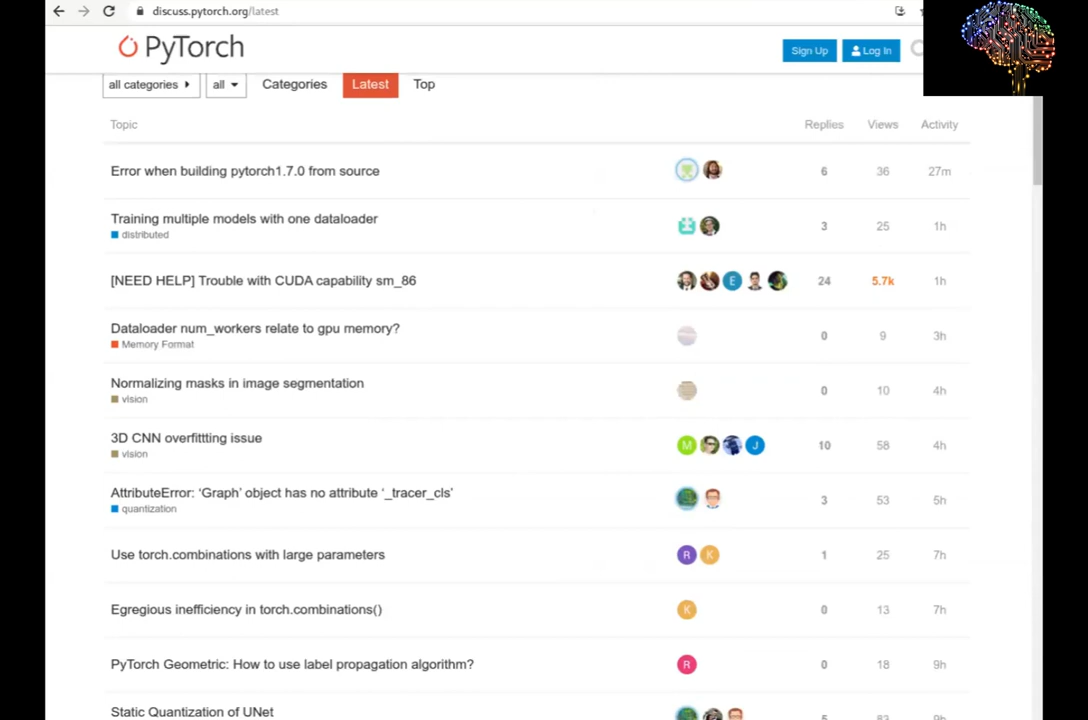 discuss.pytorch.org/latest
PyTorch
Sign Up
Log In
all categories
all
Categories
Latest
Top
Topic Replies Views Activity
Error when building pytorch1.7.0 from source 6 36 27m
Training multiple models with one dataloader
distributed
3 25 1h
[NEED HELP] Trouble with CUDA capability sm_86 E 24 5.7k 1h
Dataloader num_workers relate to gpu memory?
Memory Format
0 9 3h
Normalizing masks in image segmentation
vision
0 10 4h
3D CNN overfittting issue
vision
M J 10 58 4h
AttributeError: ‘Graph’ object has no attribute ‘_tracer_cls’
quantization
3 53 5h
Use torch.combinations with large parameters R K 1 25 7h
Egregious inefficiency in torch.combinations() K 0 13 7h
PyTorch Geometric: How to use label propagation algorithm? R 0 18 9h
Static Quantization of UNet 5 83 9h